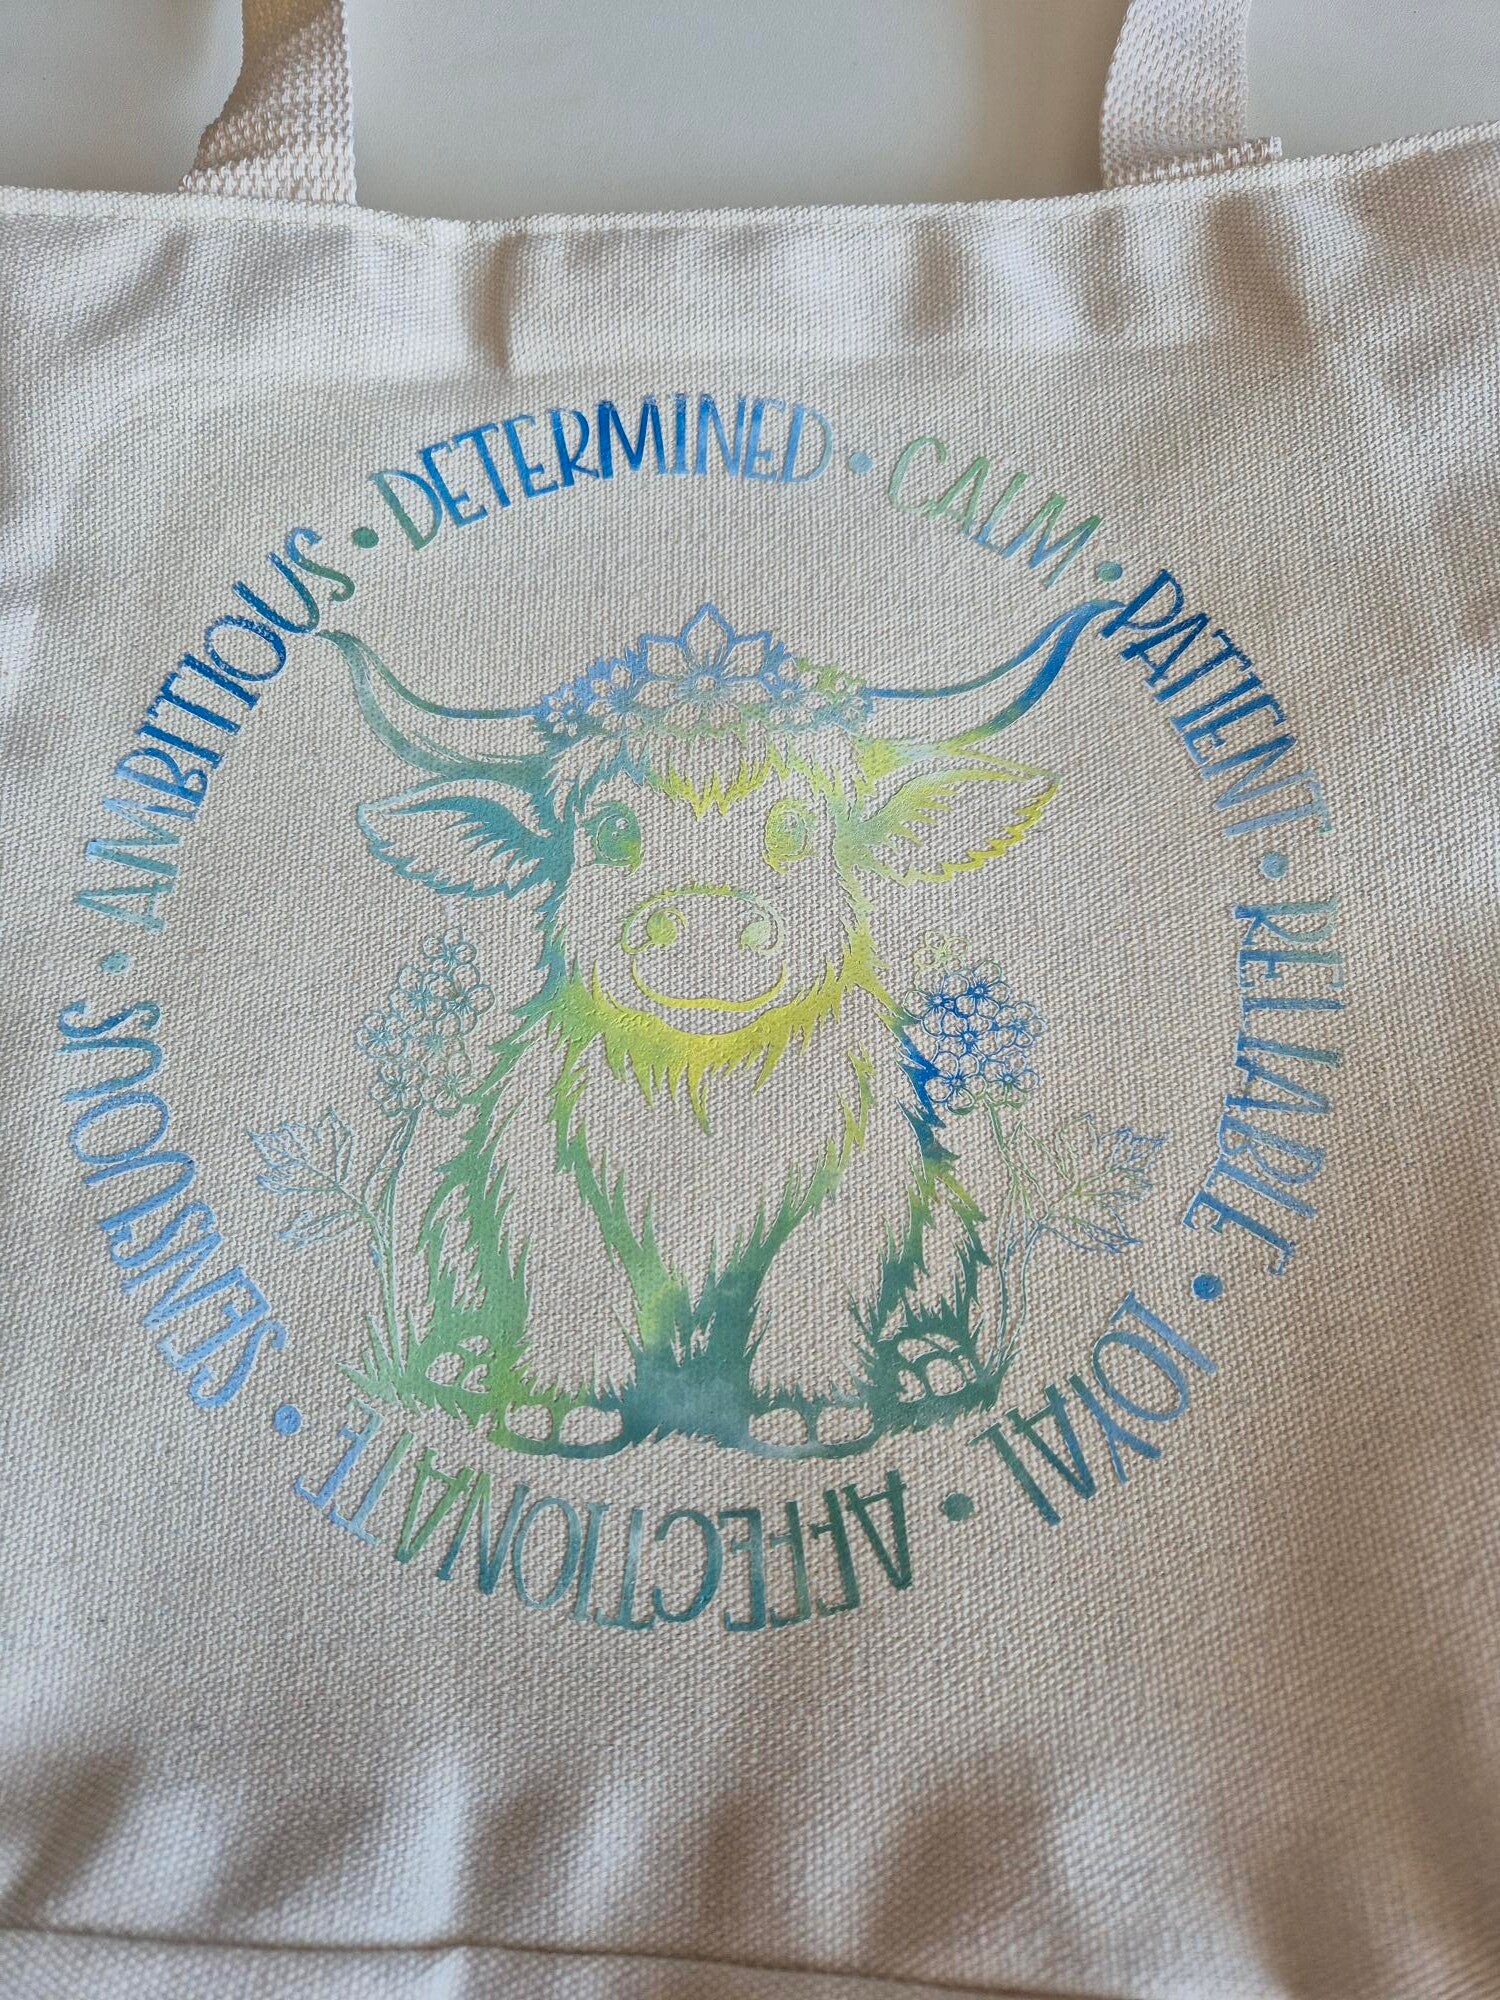 DETERMINED • CALM • PATIENT • RELIABLE • LOYAL • AFFECTIONATE • SENSUOUS • AMBITIOUS •